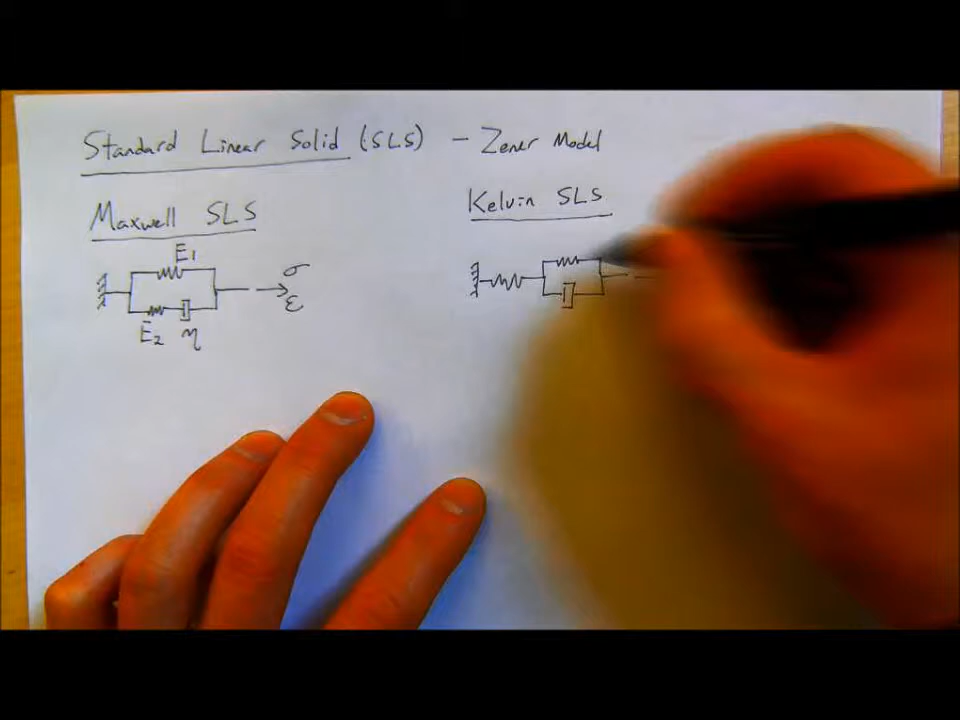 Standard Linear Solid (SLS) - Zener Model
Maxwell SLS
E1
σ
ε
E2 η
Kelvin SLS